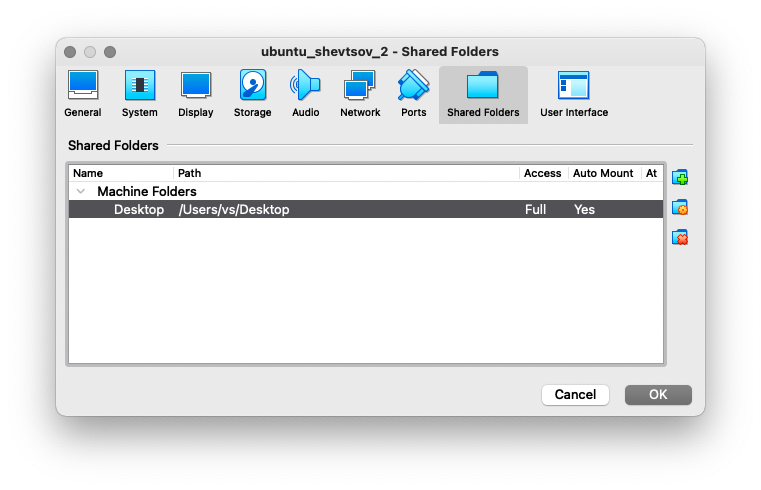 ubuntu_shevtsov_2 - Shared Folders
General System Display Storage Audio Network Ports Shared Folders User Interface
Shared Folders
Name Path Access Auto Mount At
Machine Folders
Desktop /Users/vs/Desktop Full Yes
Cancel OK